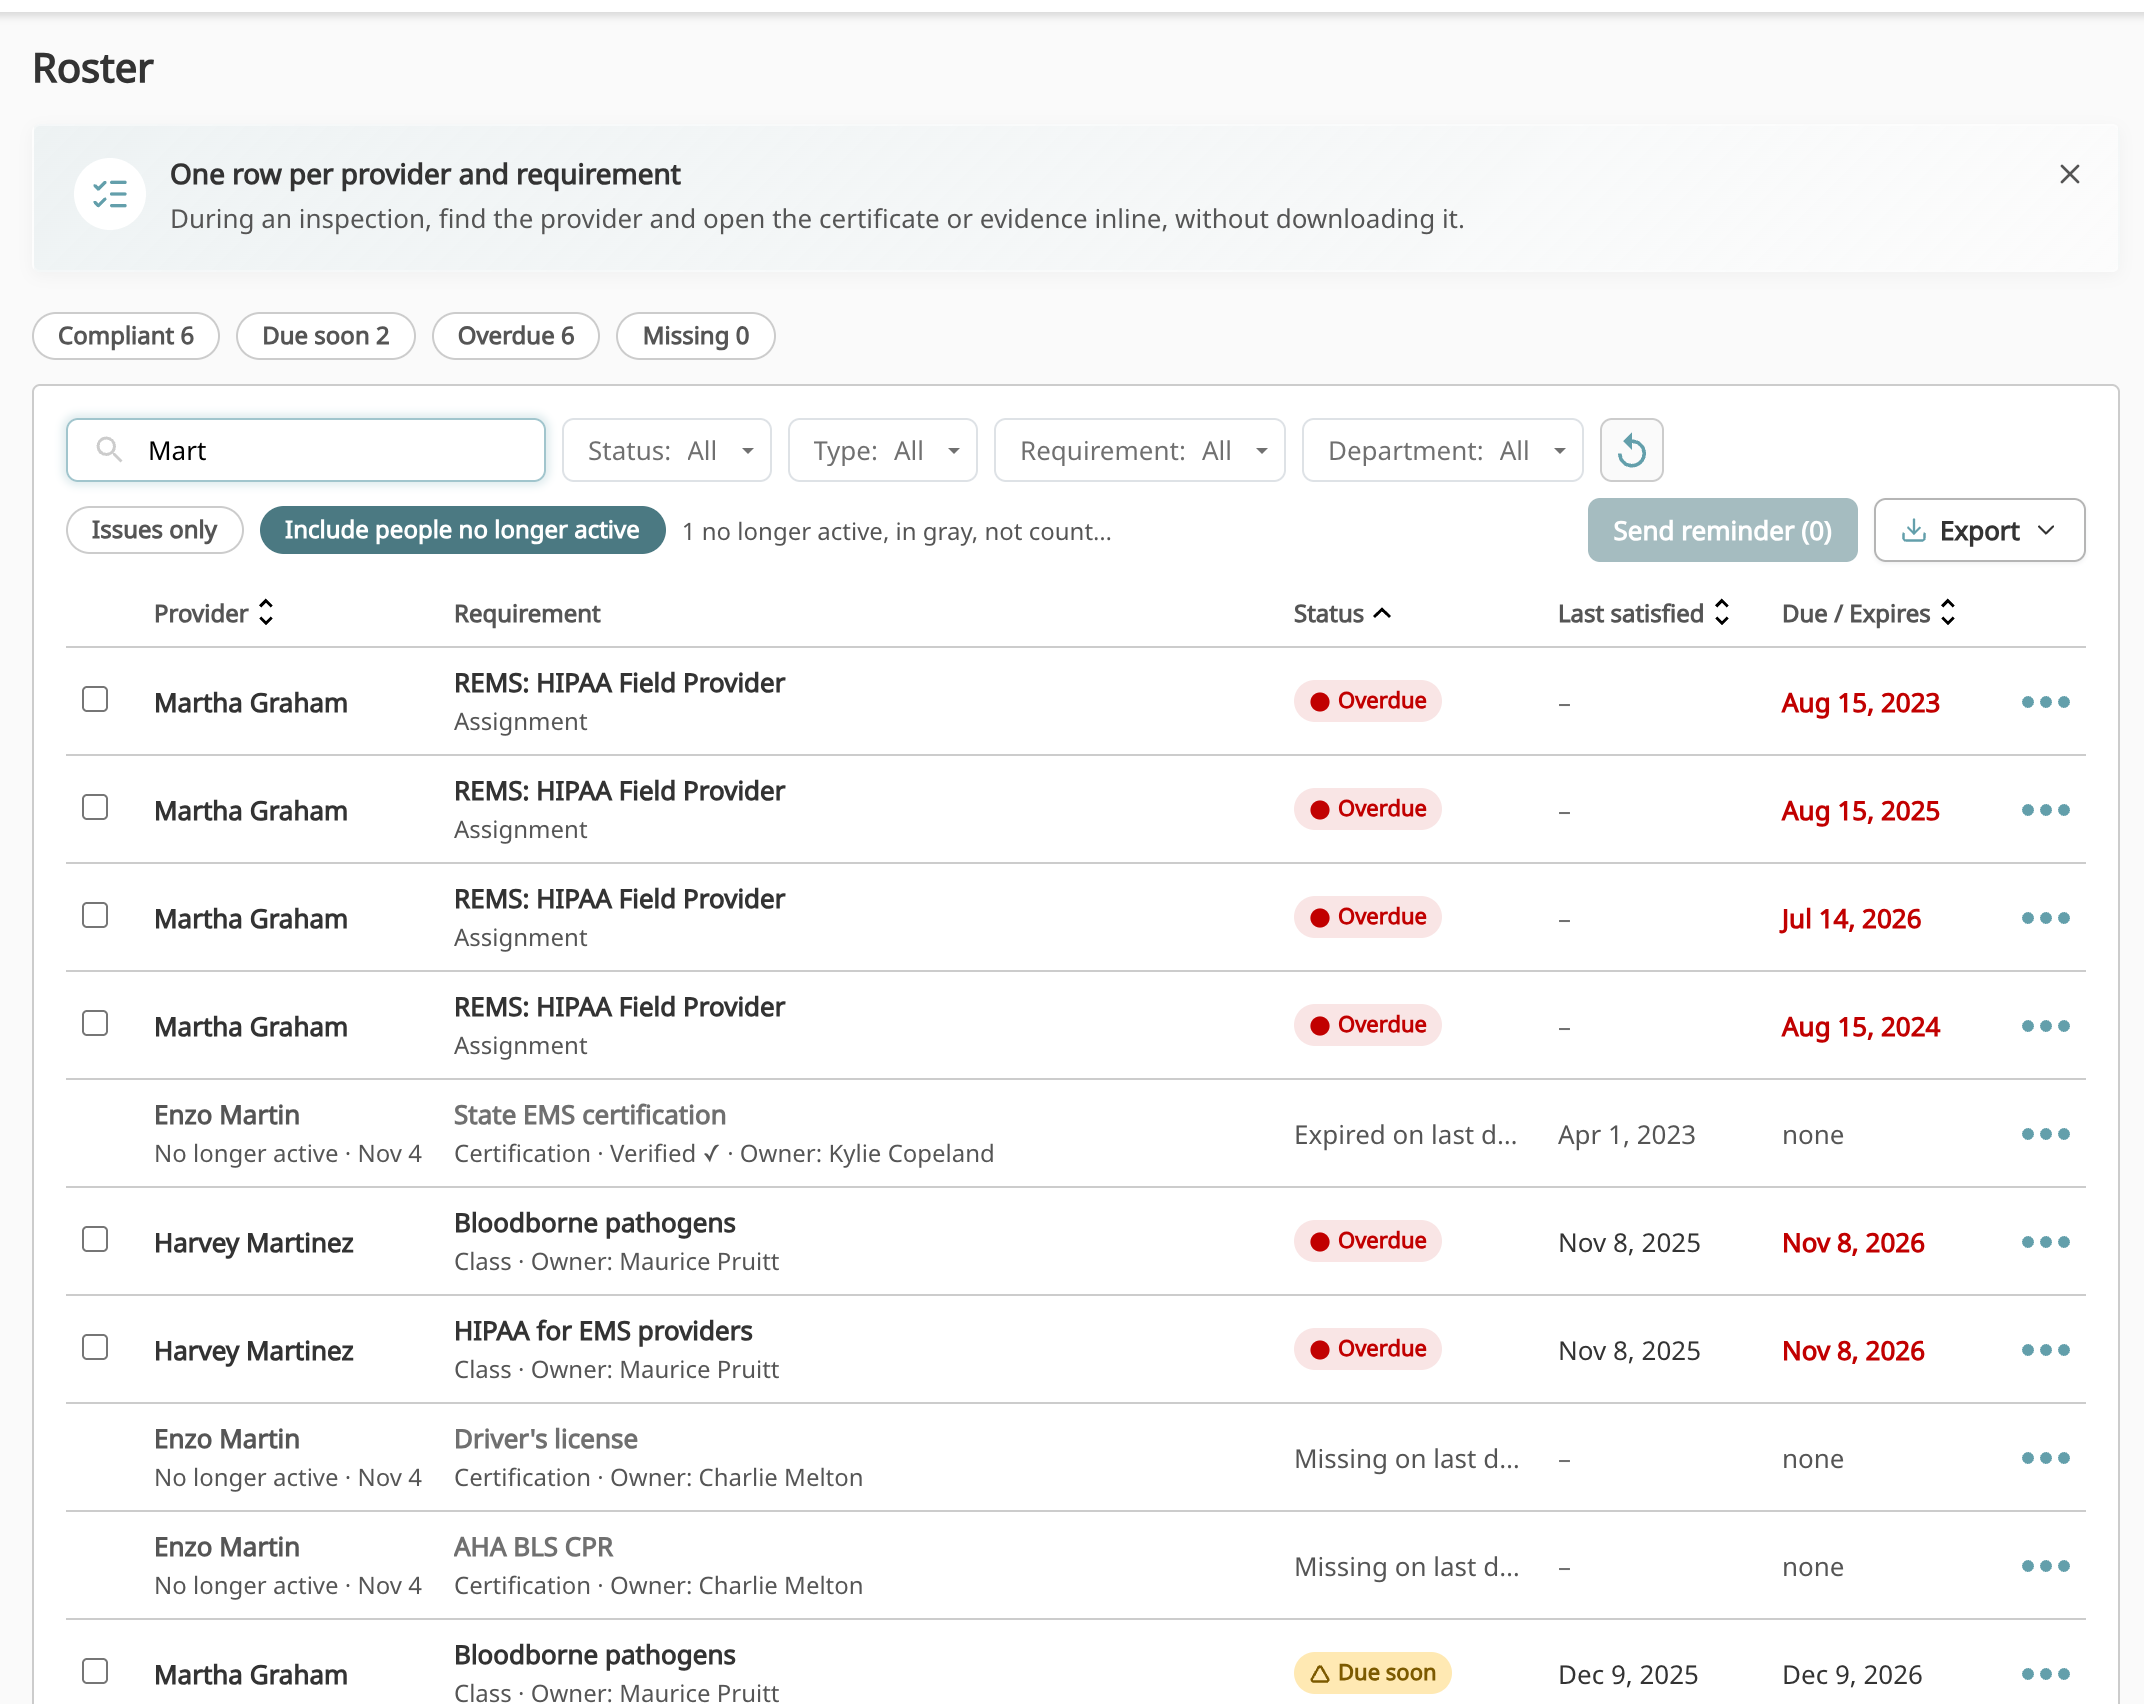 Roster
One row per provider and requirement
During an inspection, find the provider and open the certificate or evidence inline, without downloading it.
Compliant 6 Due soon 2 Overdue 6 Missing 0
Mart Status: All Type: All Requirement: All Department: All
Issues only Include people no longer active 1 no longer active, in gray, not count... Send reminder (0) Export
Provider Requirement Status Last satisfied Due / Expires
Martha Graham REMS: HIPAA Field Provider Overdue – Aug 15, 2023
Assignment
Martha Graham REMS: HIPAA Field Provider Overdue – Aug 15, 2025
Assignment
Martha Graham REMS: HIPAA Field Provider Overdue – Jul 14, 2026
Assignment
Martha Graham REMS: HIPAA Field Provider Overdue – Aug 15, 2024
Assignment
Enzo Martin State EMS certification Expired on last d... Apr 1, 2023 none
No longer active · Nov 4 Certification · Verified ✓ · Owner: Kylie Copeland
Harvey Martinez Bloodborne pathogens Overdue Nov 8, 2025 Nov 8, 2026
Class · Owner: Maurice Pruitt
Harvey Martinez HIPAA for EMS providers Overdue Nov 8, 2025 Nov 8, 2026
Class · Owner: Maurice Pruitt
Enzo Martin Driver's license Missing on last d... – none
No longer active · Nov 4 Certification · Owner: Charlie Melton
Enzo Martin AHA BLS CPR Missing on last d... – none
No longer active · Nov 4 Certification · Owner: Charlie Melton
Martha Graham Bloodborne pathogens Due soon Dec 9, 2025 Dec 9, 2026
Class · Owner: Maurice Pruitt